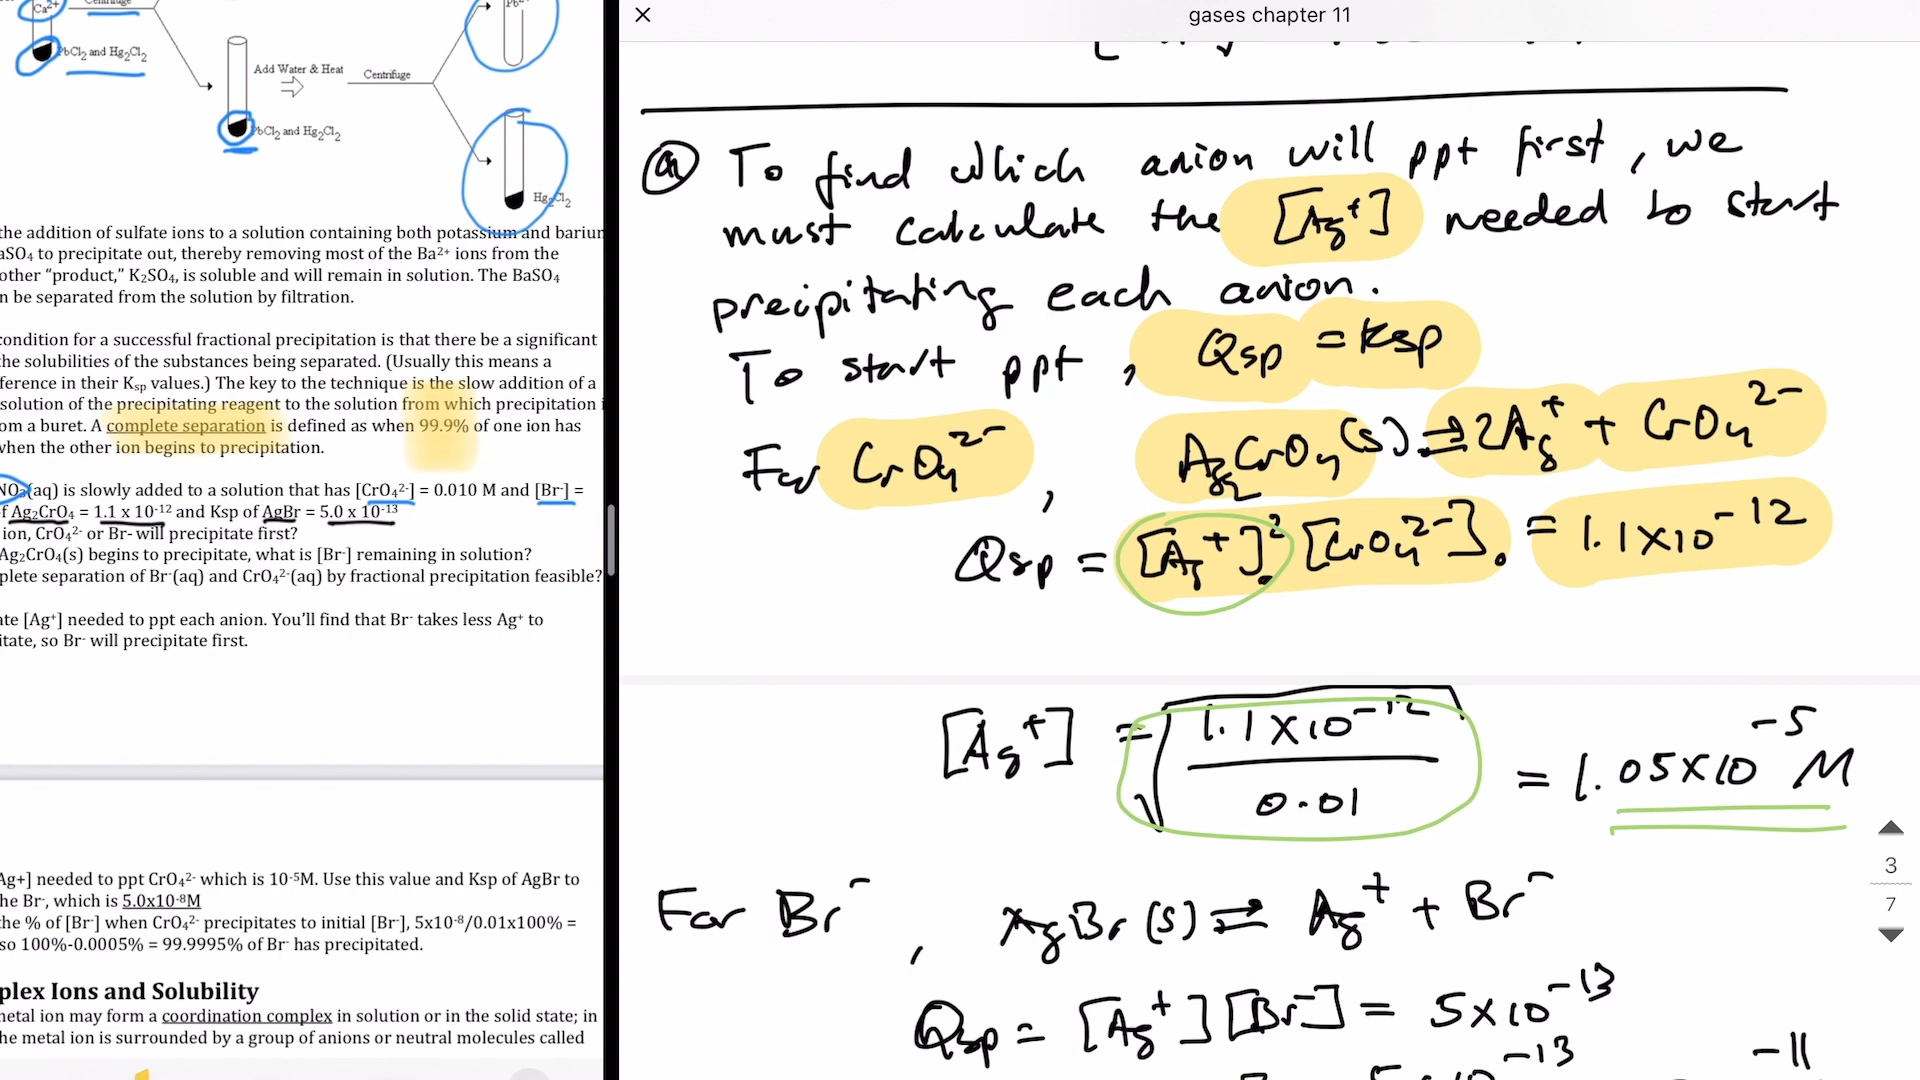 Ca²⁺ Centrifuge
PbCl₂ and Hg₂Cl₂
Add Water & Heat
Centrifuge
PbCl₂ and Hg₂Cl₂
Pb²⁺
Hg₂Cl₂
the addition of sulfate ions to a solution containing both potassium and barium
aSO₄ to precipitate out, thereby removing most of the Ba²⁺ ions from the
other “product,” K₂SO₄, is soluble and will remain in solution. The BaSO₄
n be separated from the solution by filtration.
condition for a successful fractional precipitation is that there be a significant
the solubilities of the substances being separated. (Usually this means a
ference in their Ksp values.) The key to the technique is the slow addition of a
solution of the precipitating reagent to the solution from which precipitation i
om a buret. A complete separation is defined as when 99.9% of one ion has
when the other ion begins to precipitation.
NO₃(aq) is slowly added to a solution that has [CrO₄²⁻] = 0.010 M and [Br⁻] =
f Ag₂CrO₄ = 1.1 x 10⁻¹² and Ksp of AgBr = 5.0 x 10⁻¹³
ion, CrO₄²⁻ or Br- will precipitate first?
Ag₂CrO₄(s) begins to precipitate, what is [Br⁻] remaining in solution?
plete separation of Br⁻(aq) and CrO₄²⁻(aq) by fractional precipitation feasible?
ate [Ag⁺] needed to ppt each anion. You’ll find that Br⁻ takes less Ag⁺ to
itate, so Br⁻ will precipitate first.
Ag+] needed to ppt CrO₄²⁻ which is 10⁻⁵M. Use this value and Ksp of AgBr to
he Br⁻, which is 5.0x10⁻⁸M
the % of [Br⁻] when CrO₄²⁻ precipitates to initial [Br⁻], 5x10⁻⁸/0.01x100% =
so 100%-0.0005% = 99.9995% of Br⁻ has precipitated.
plex Ions and Solubility
metal ion may form a coordination complex in solution or in the solid state; in
he metal ion is surrounded by a group of anions or neutral molecules called
gases chapter 11
ⓐ To find which anion will ppt first, we
must calculate the [Ag⁺] needed to start
precipitating each anion.
To start ppt, Qsp = Ksp
For CrO₄²⁻, Ag₂CrO₄(s) ⇌ 2Ag⁺ + CrO₄²⁻
Qsp = [Ag⁺]²[CrO₄²⁻] = 1.1×10⁻¹²
[Ag⁺] = √(1.1×10⁻¹² / 0.01) = 1.05×10⁻⁵ M
For Br⁻, AgBr(s) ⇌ Ag⁺ + Br⁻
Qsp = [Ag⁺][Br⁻] = 5×10⁻¹³
3
7